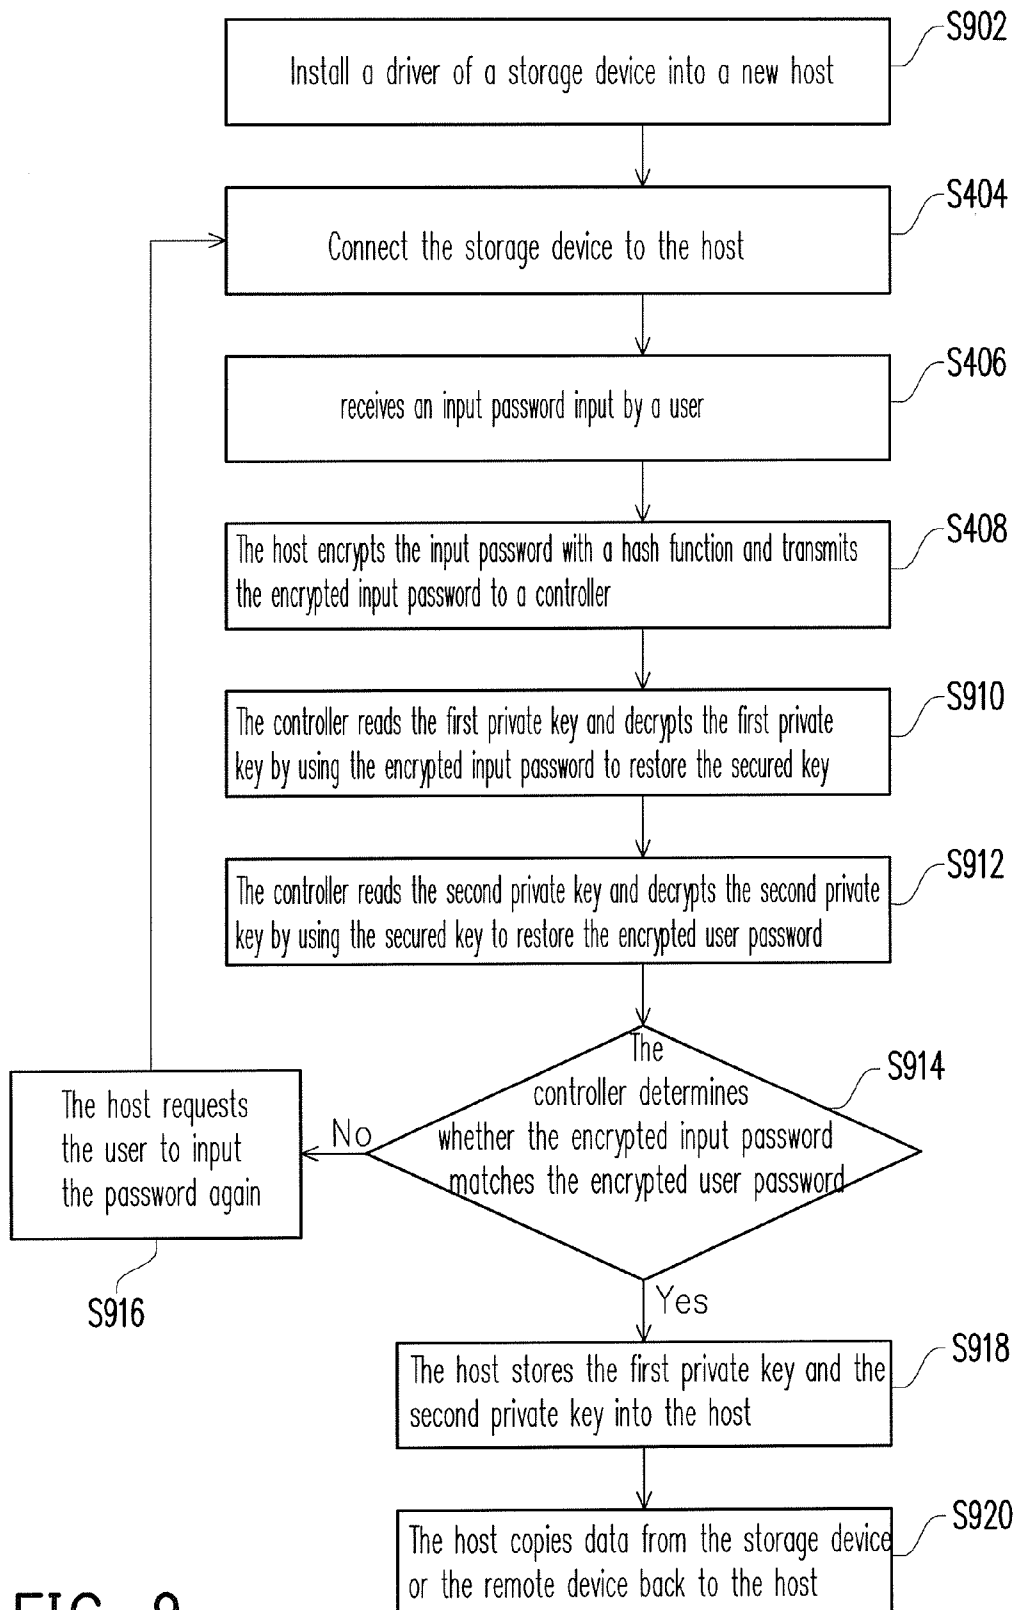 S902
Install a driver of a storage device into a new host
S404
Connect the storage device to the host
S406
receives an input password input by a user
S408
The host encrypts the input password with a hash function and transmits
the encrypted input password to a controller
S910
The controller reads the first private key and decrypts the first private
key by using the encrypted input password to restore the secured key
S912
The controller reads the second private key and decrypts the second private
key by using the secured key to restore the encrypted user password
S914
The
controller determines
whether the encrypted input password
matches the encrypted user password
No
The host requests
the user to input
the password again
S916
Yes
S918
The host stores the first private key and the
second private key into the host
S920
The host copies data from the storage device
or the remote device back to the host
FIG. 9